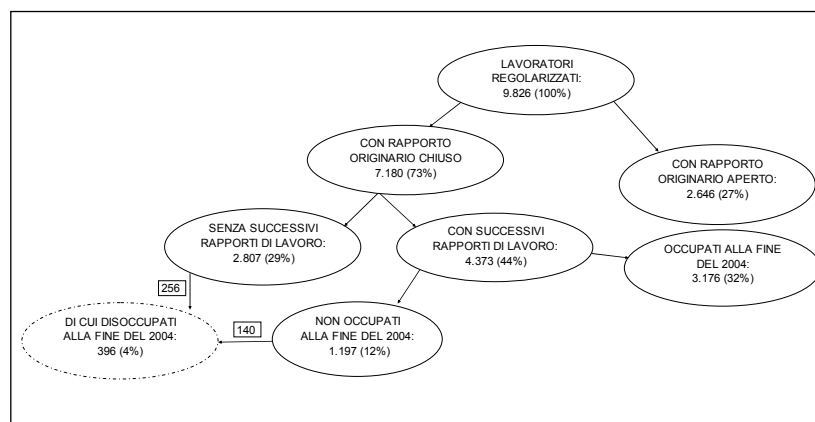 LAVORATORI
REGOLARIZZATI:
9.826 (100%)
CON RAPPORTO
ORIGINARIO CHIUSO
7.180 (73%)
CON RAPPORTO
ORIGINARIO APERTO:
2.646 (27%)
SENZA SUCCESSIVI
RAPPORTI DI LAVORO:
2.807 (29%)
CON SUCCESSIVI
RAPPORTI DI LAVORO:
4.373 (44%)
OCCUPATI ALLA FINE
DEL 2004:
3.176 (32%)
256
DI CUI DISOCCUPATI
ALLA FINE DEL 2004:
396 (4%)
140
NON OCCUPATI
ALLA FINE DEL 2004:
1.197 (12%)